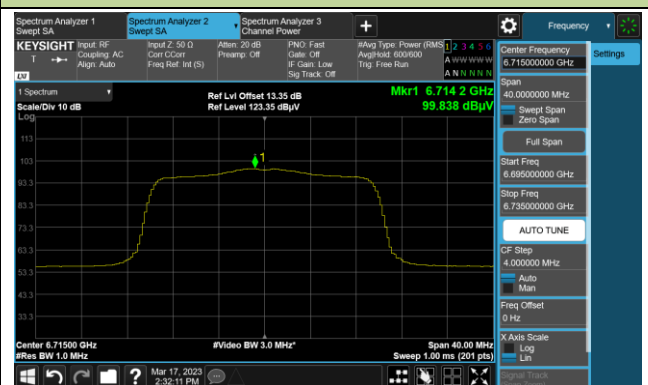 Spectrum Analyzer 1
Swept SA
Spectrum Analyzer 2
Swept SA
Spectrum Analyzer 3
Channel Power
Frequency
KEYSIGHT
Input: RF
Coupling: AC
Align: Auto
Input Z: 50 Ω
Corr CCorr
Freq Ref: Int (S)
Atten: 20 dB
Preamp: Off
PNO: Fast
Gate: Off
IF Gain: Low
Sig Track: Off
#Avg Type: Power (RMS
Avg|Hold: 600/600
Trig: Free Run
1 2 3 4 5 6
A W W W W W
A N N N N N
T
LXI
1 Spectrum
Scale/Div 10 dB
Log
Ref Lvl Offset 13.35 dB
Ref Level 123.35 dBµV
Mkr1 6.714 2 GHz
99.838 dBµV
1
113
103
93.3
83.3
73.3
63.3
53.3
43.3
33.3
Center 6.71500 GHz
#Res BW 1.0 MHz
#Video BW 3.0 MHz*
Span 40.00 MHz
Sweep 1.00 ms (201 pts)
Center Frequency
6.715000000 GHz
Settings
Span
40.0000000 MHz
Swept Span
Zero Span
Full Span
Start Freq
6.695000000 GHz
Stop Freq
6.735000000 GHz
AUTO TUNE
CF Step
4.000000 MHz
Auto
Man
Freq Offset
0 Hz
X Axis Scale
Log
Lin
Signal Track
Mar 17, 2023
2:32:11 PM